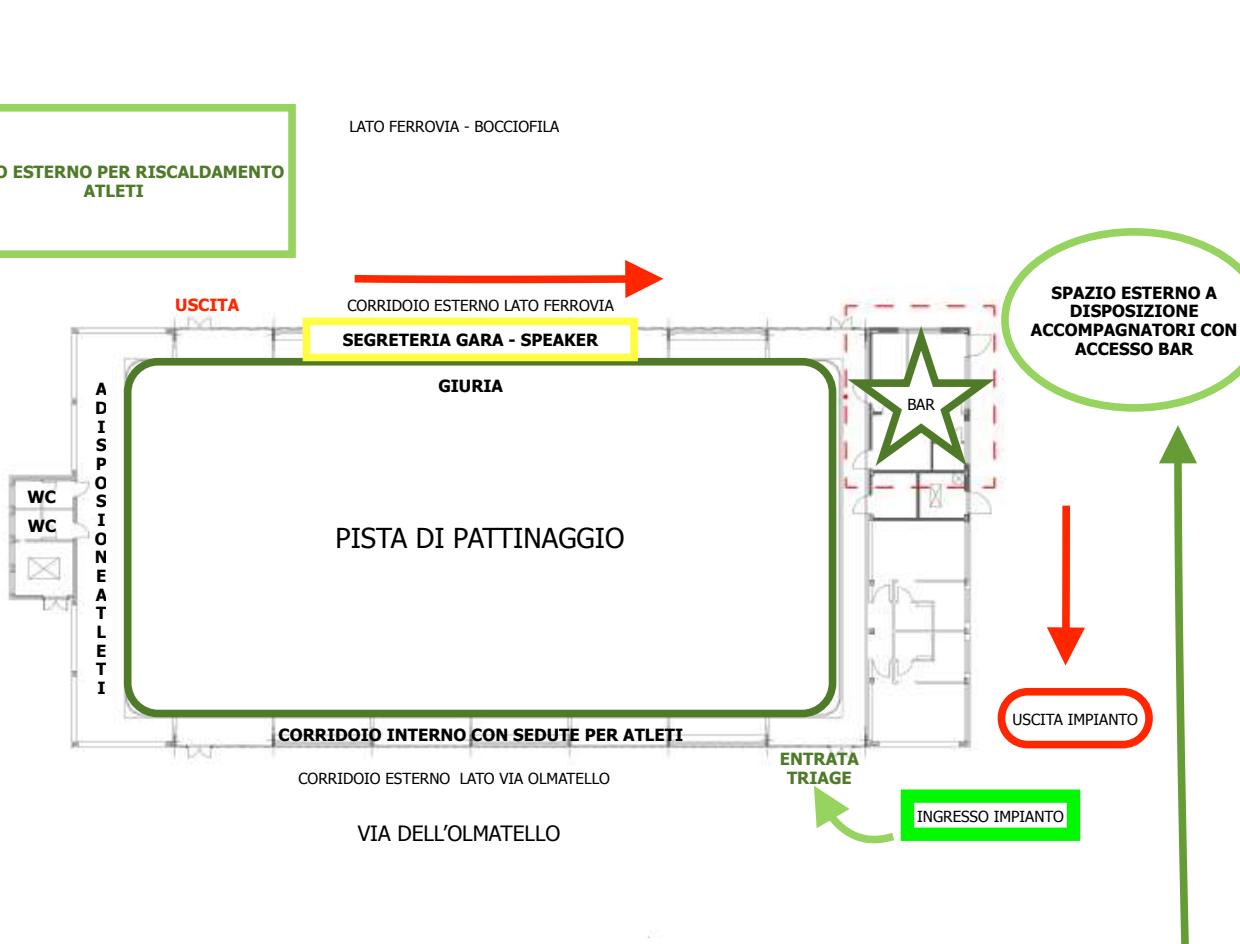 LATO FERROVIA - BOCCIOFILA
O ESTERNO PER RISCALDAMENTO
ATLETI
SPAZIO ESTERNO A
DISPOSIZIONE
ACCOMPAGNATORI CON
ACCESSO BAR
USCITA
CORRIDOIO ESTERNO LATO FERROVIA
SEGRETERIA GARA - SPEAKER
GIURIA
BAR
A DISPOSIONE ATLETI
WC
WC
PISTA DI PATTINAGGIO
USCITA IMPIANTO
CORRIDOIO INTERNO CON SEDUTE PER ATLETI
ENTRATA
TRIAGE
CORRIDOIO ESTERNO LATO VIA OLMATELLO
INGRESSO IMPIANTO
VIA DELL'OLMATELLO